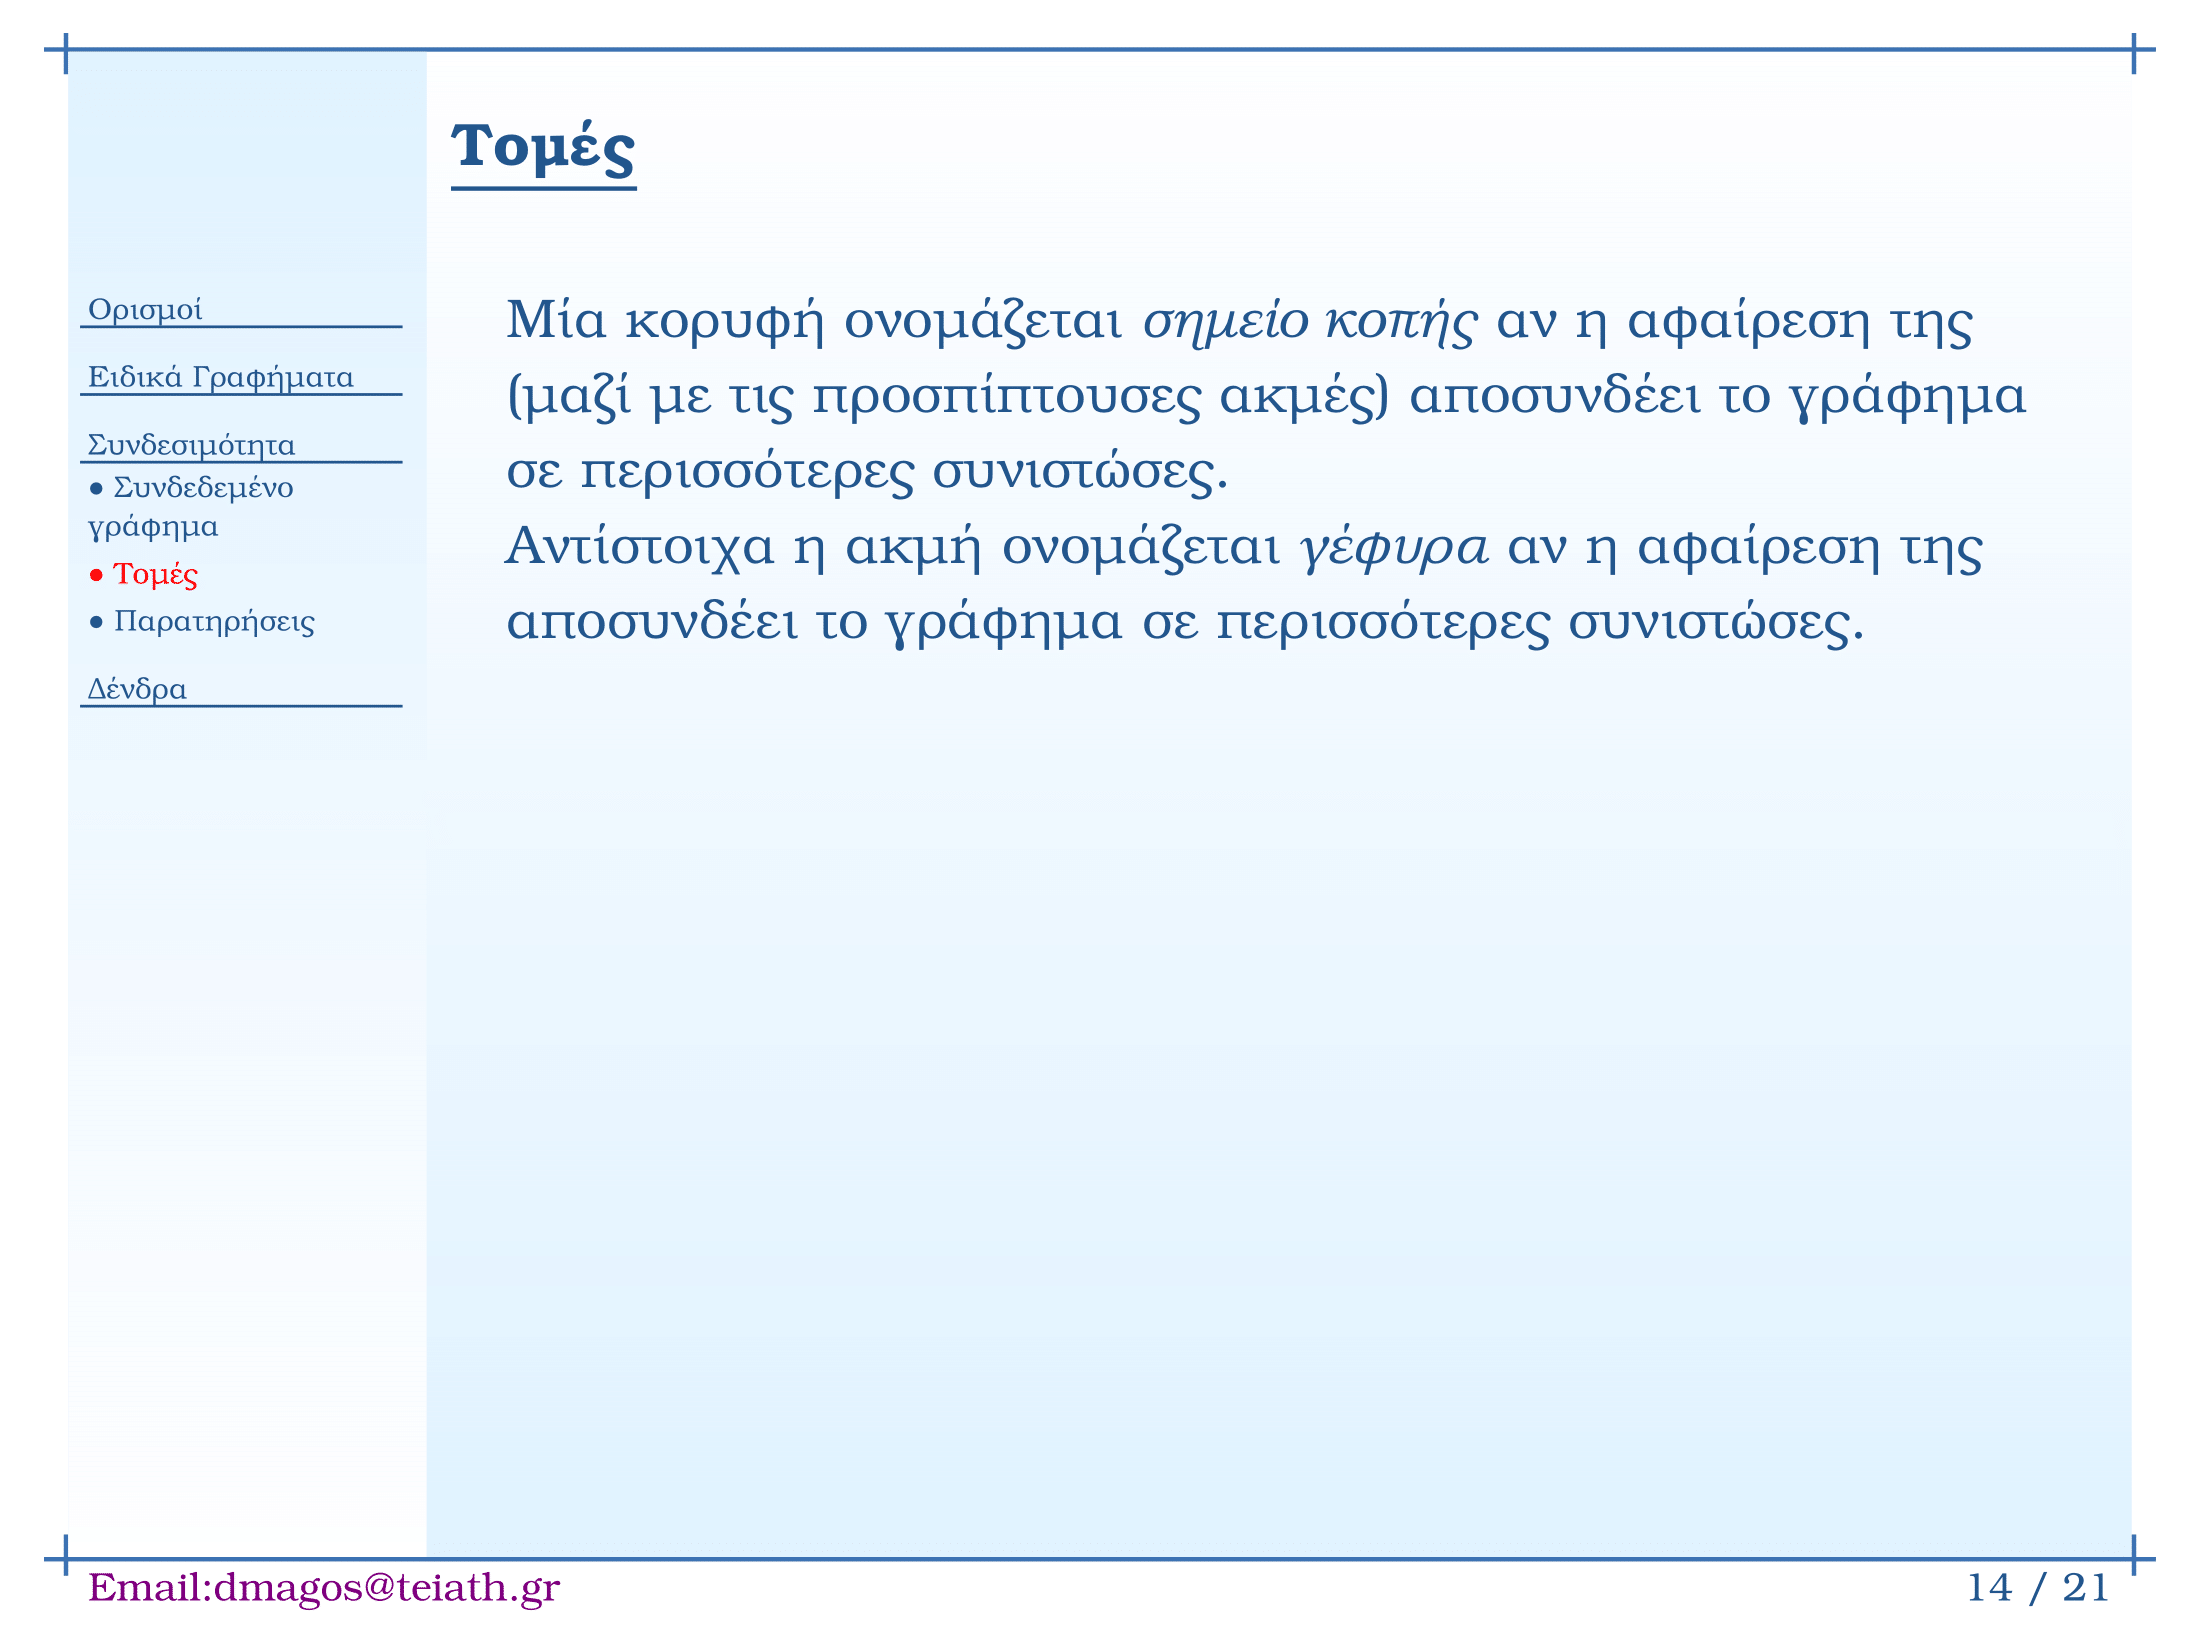 Τομές
Ορισμοί
Ειδικά Γραφήματα
Συνδεσιμότητα
• Συνδεδεμένο
γράφημα
• Τομές
• Παρατηρήσεις
Δένδρα
Μία κορυφή ονομάζεται σημείο κοπής αν η αφαίρεση της
(μαζί με τις προσπίπτουσες ακμές) αποσυνδέει το γράφημα
σε περισσότερες συνιστώσες.
Αντίστοιχα η ακμή ονομάζεται γέφυρα αν η αφαίρεση της
αποσυνδέει το γράφημα σε περισσότερες συνιστώσες.
Email:dmagos@teiath.gr
14 / 21